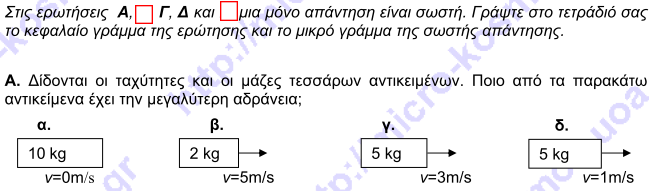 Στις ερωτήσεις Α, Γ, Δ και μια μόνο απάντηση είναι σωστή. Γράψτε στο τετράδιό σας
το κεφαλαίο γράμμα της ερώτησης και το μικρό γράμμα της σωστής απάντησης.
Α. Δίδονται οι ταχύτητες και οι μάζες τεσσάρων αντικειμένων. Ποιο από τα παρακάτω
αντικείμενα έχει την μεγαλύτερη αδράνεια;
α. β. γ. δ.
10 kg 2 kg 5 kg 5 kg
v=0m/s v=5m/s v=3m/s v=1m/s